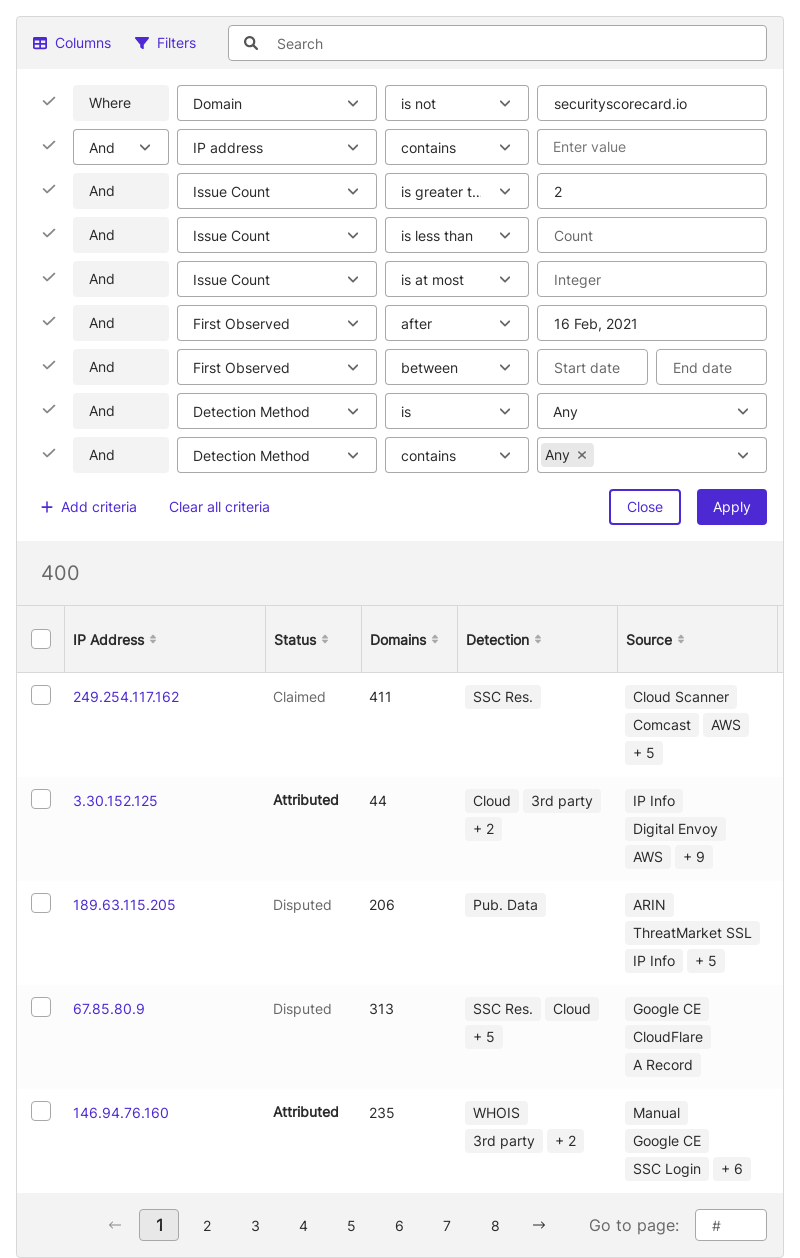 Columns Filters Search
Where Domain is not securityscorecard.io
And IP address contains Enter value
And Issue Count is greater t.. 2
And Issue Count is less than Count
And Issue Count is at most Integer
And First Observed after 16 Feb, 2021
And First Observed between Start date End date
And Detection Method is Any
And Detection Method contains Any
Add criteria Clear all criteria Close Apply
400
IP Address Status Domains Detection Source
249.254.117.162 Claimed 411 SSC Res. Cloud Scanner
Comcast AWS
+ 5
3.30.152.125 Attributed 44 Cloud 3rd party IP Info
+ 2 Digital Envoy
AWS + 9
189.63.115.205 Disputed 206 Pub. Data ARIN
ThreatMarket SSL
IP Info + 5
67.85.80.9 Disputed 313 SSC Res. Cloud Google CE
+ 5 CloudFlare
A Record
146.94.76.160 Attributed 235 WHOIS Manual
3rd party + 2 Google CE
SSC Login + 6
← 1 2 3 4 5 6 7 8 → Go to page: #